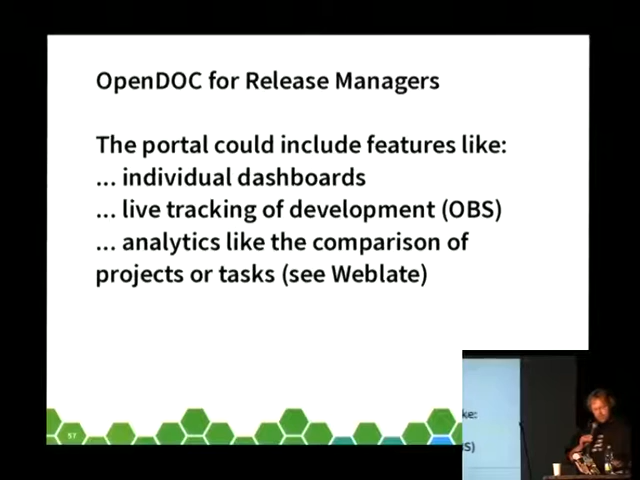 OpenDOC for Release Managers
The portal could include features like:
... individual dashboards
... live tracking of development (OBS)
... analytics like the comparison of
projects or tasks (see Weblate)
57
ke:
S)